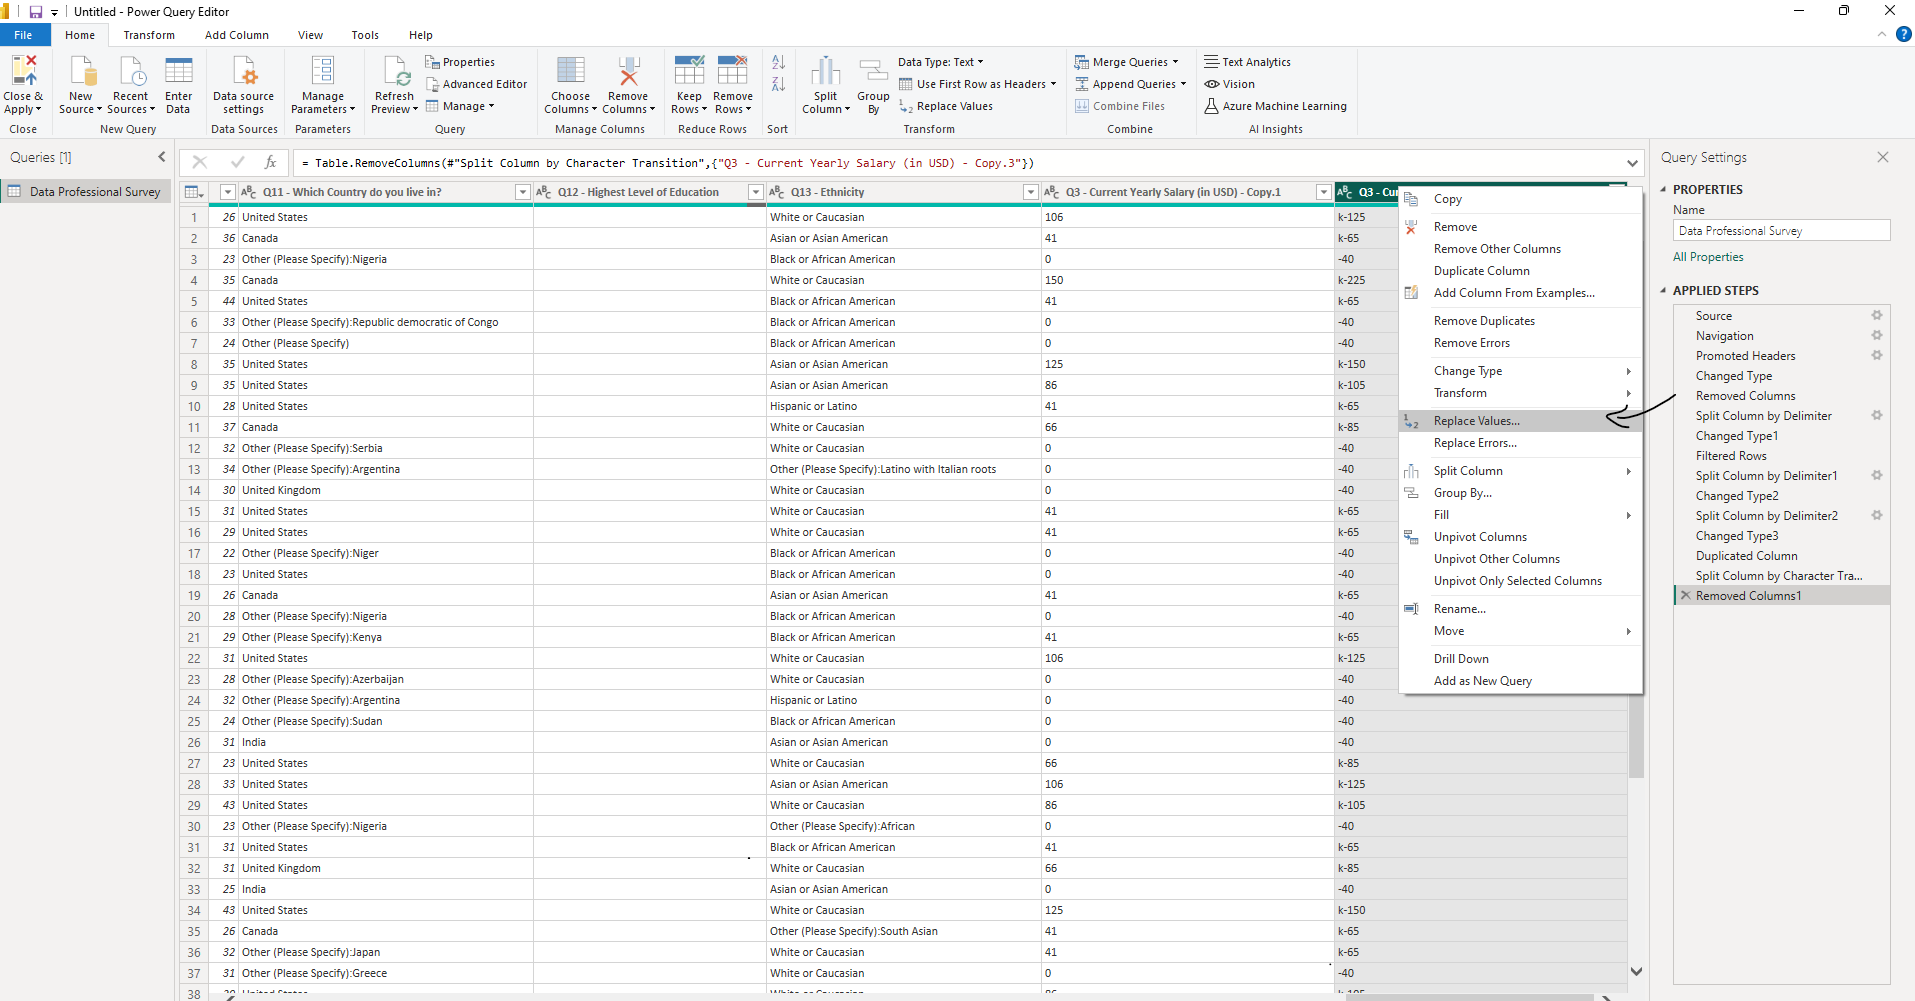 Untitled - Power Query Editor
File Home Transform Add Column View Tools Help
Close & Apply
Close
New Source
Recent Sources
Enter Data
New Query
Data source settings
Data Sources
Manage Parameters
Parameters
Refresh Preview
Properties
Advanced Editor
Manage
Query
Choose Columns
Remove Columns
Manage Columns
Keep Rows
Remove Rows
Reduce Rows
Sort
Split Column
Group By
Data Type: Text
Use First Row as Headers
Replace Values
Transform
Merge Queries
Append Queries
Combine Files
Combine
Text Analytics
Vision
Azure Machine Learning
AI Insights
Queries [1]
Data Professional Survey
fx = Table.RemoveColumns(#"Split Column by Character Transition",{"Q3 - Current Yearly Salary (in USD) - Copy.3"})
Q11 - Which Country do you live in? Q12 - Highest Level of Education Q13 - Ethnicity Q3 - Current Yearly Salary (in USD) - Copy.1 Q3 - Cur
1 26 United States White or Caucasian 106 k-125
2 36 Canada Asian or Asian American 41 k-65
3 23 Other (Please Specify):Nigeria Black or African American 0 -40
4 35 Canada White or Caucasian 150 k-225
5 44 United States Black or African American 41 k-65
6 33 Other (Please Specify):Republic democratic of Congo Black or African American 0 -40
7 24 Other (Please Specify) Black or African American 0 -40
8 35 United States Asian or Asian American 125 k-150
9 35 United States Asian or Asian American 86 k-105
10 28 United States Hispanic or Latino 41 k-65
11 37 Canada White or Caucasian 66 k-85
12 32 Other (Please Specify):Serbia White or Caucasian 0 -40
13 34 Other (Please Specify):Argentina Other (Please Specify):Latino with Italian roots 0 -40
14 30 United Kingdom White or Caucasian 0 -40
15 31 United States White or Caucasian 41 k-65
16 29 United States White or Caucasian 41 k-65
17 22 Other (Please Specify):Niger Black or African American 0 -40
18 23 United States Black or African American 0 -40
19 26 Canada Asian or Asian American 41 k-65
20 28 Other (Please Specify):Nigeria Black or African American 0 -40
21 29 Other (Please Specify):Kenya Black or African American 41 k-65
22 31 United States White or Caucasian 106 k-125
23 28 Other (Please Specify):Azerbaijan White or Caucasian 0 -40
24 32 Other (Please Specify):Argentina Hispanic or Latino 0 -40
25 24 Other (Please Specify):Sudan Black or African American 0 -40
26 31 India Asian or Asian American 0 -40
27 23 United States White or Caucasian 66 k-85
28 33 United States Asian or Asian American 106 k-125
29 43 United States White or Caucasian 86 k-105
30 23 Other (Please Specify):Nigeria Other (Please Specify):African 0 -40
31 31 United States Black or African American 41 k-65
32 31 United Kingdom White or Caucasian 66 k-85
33 25 India Asian or Asian American 0 -40
34 43 United States White or Caucasian 125 k-150
35 26 Canada Other (Please Specify):South Asian 41 k-65
36 32 Other (Please Specify):Japan White or Caucasian 41 k-65
37 31 Other (Please Specify):Greece White or Caucasian 0 -40
38
Copy
Remove
Remove Other Columns
Duplicate Column
Add Column From Examples...
Remove Duplicates
Remove Errors
Change Type
Transform
Replace Values...
Replace Errors...
Split Column
Group By...
Fill
Unpivot Columns
Unpivot Other Columns
Unpivot Only Selected Columns
Rename...
Move
Drill Down
Add as New Query
Query Settings
PROPERTIES
Name
Data Professional Survey
All Properties
APPLIED STEPS
Source
Navigation
Promoted Headers
Changed Type
Removed Columns
Split Column by Delimiter
Changed Type1
Filtered Rows
Split Column by Delimiter1
Changed Type2
Split Column by Delimiter2
Changed Type3
Duplicated Column
Split Column by Character Tra...
Removed Columns1